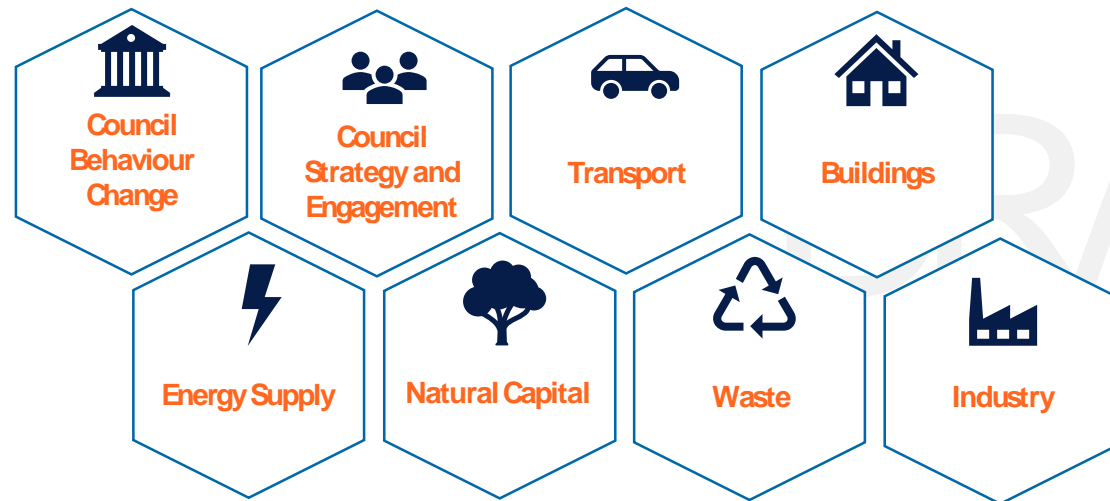 Council
Behaviour
Change
Council
Strategy and
Engagement
Transport
Buildings
Energy Supply
Natural Capital
Waste
Industry